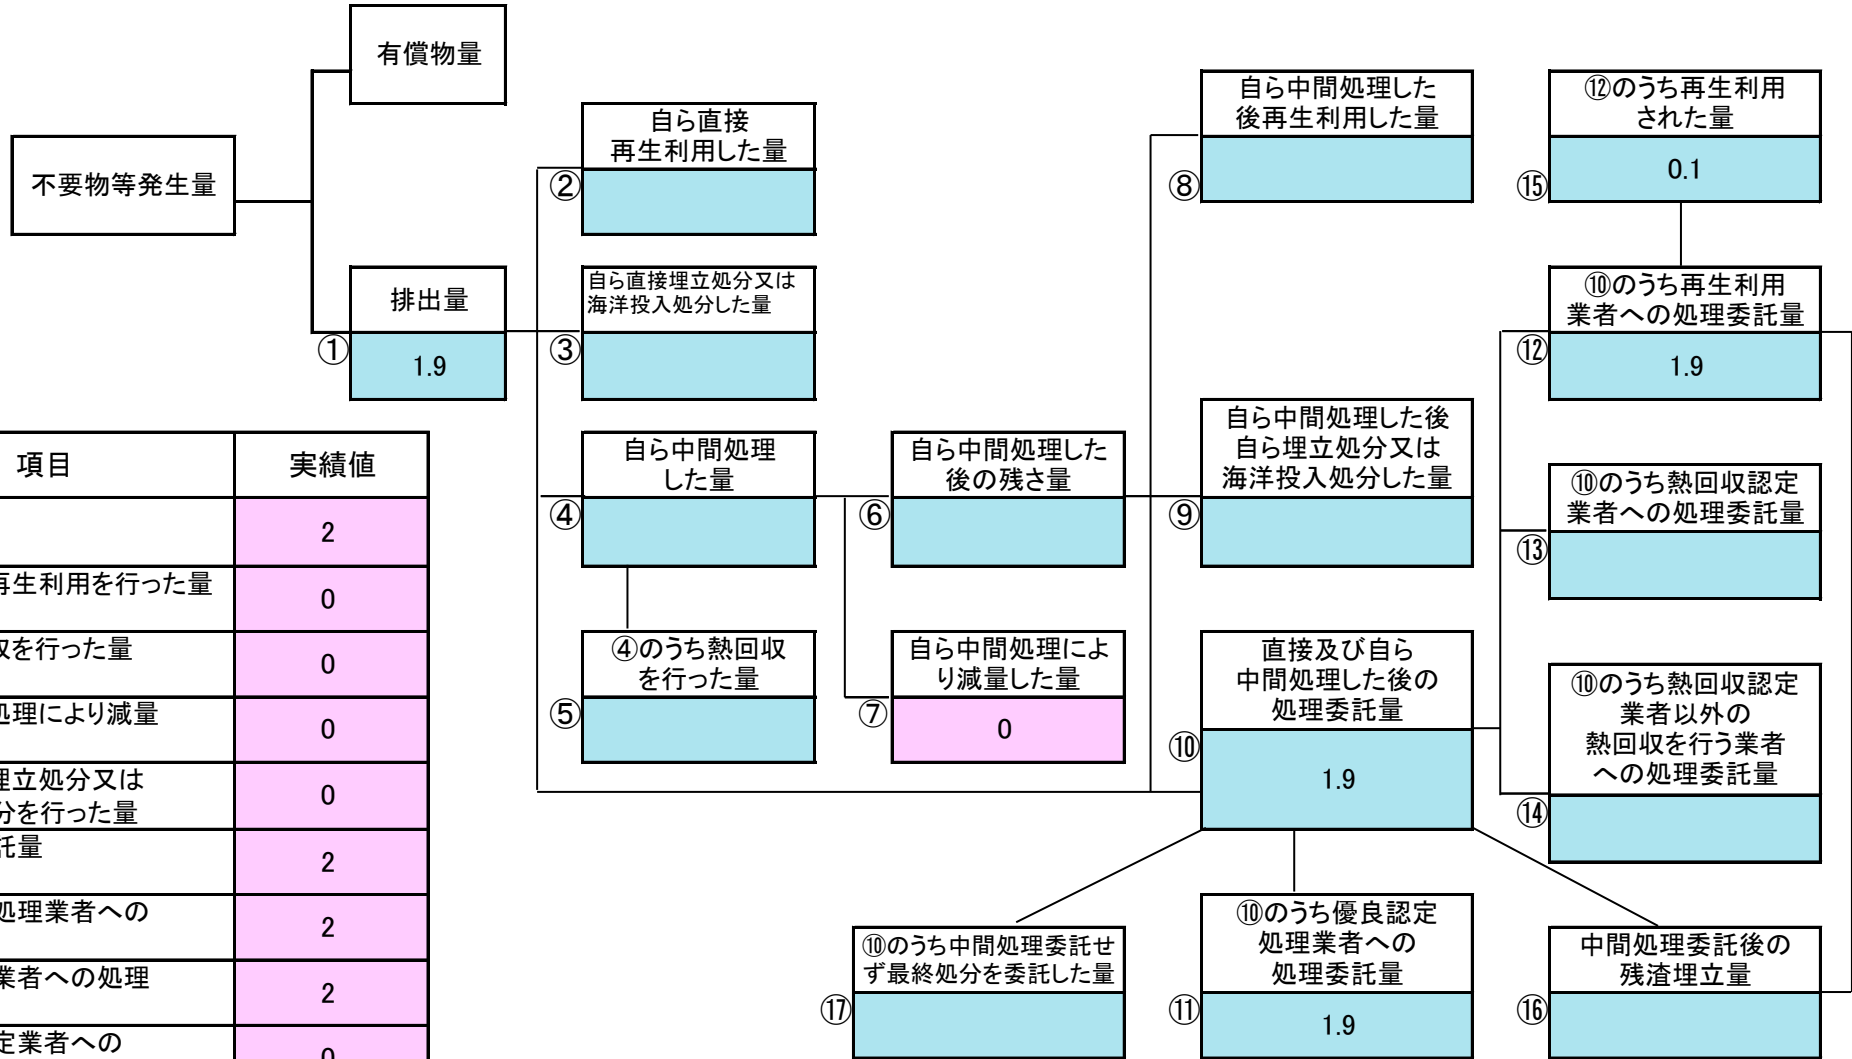 有償物量
不要物等発生量
排出量
①
1.9
自ら直接
再生利用した量
②
自ら直接埋立処分又は
海洋投入処分した量
③
自ら中間処理
した量
④
④のうち熱回収
を行った量
⑤
自ら中間処理した
後の残さ量
⑥
自ら中間処理によ
り減量した量
⑦
0
自ら中間処理した
後再生利用した量
⑧
自ら中間処理した後
自ら埋立処分又は
海洋投入処分した量
⑨
直接及び自ら
中間処理した後の
処理委託量
⑩
1.9
⑩のうち優良認定
処理業者への
処理委託量
⑪
1.9
⑫のうち再生利用
された量
⑮
0.1
⑩のうち再生利用
業者への処理委託量
⑫
1.9
⑩のうち熱回収認定
業者への処理委託量
⑬
⑩のうち熱回収認定
業者以外の
熱回収を行う業者
への処理委託量
⑭
中間処理委託後の
残渣埋立量
⑯
⑩のうち中間処理委託せ
ず最終処分を委託した量
⑰
項目
実績値
2
再生利用を行った量
0
を行った量
0
処理により減量
0
埋立処分又は
分を行った量
0
託量
2
処理業者への
2
業者への処理
2
定業者への
0